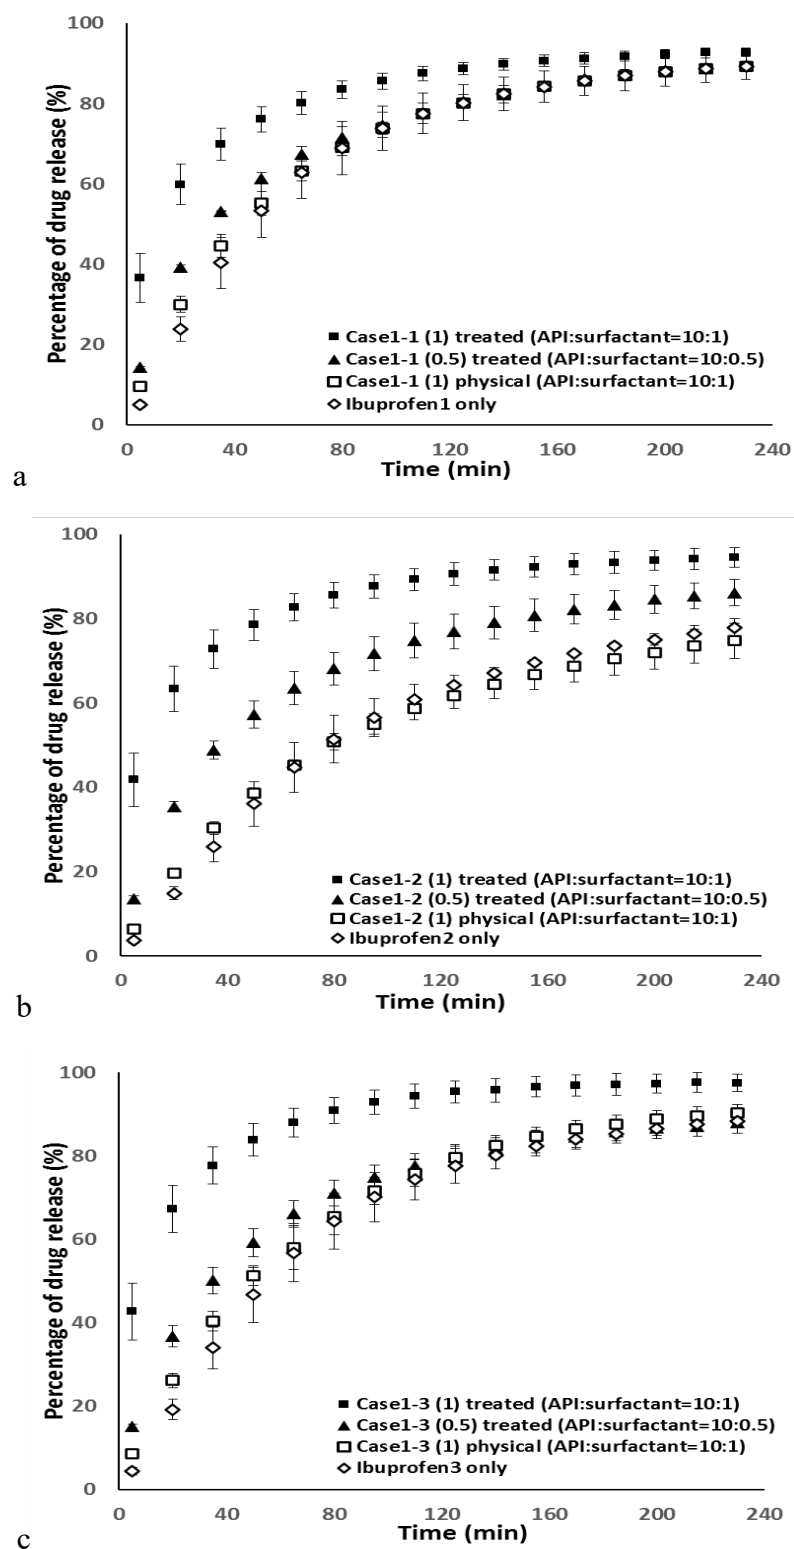 100
80
60
40
20
0
Percentage of drug release (%)
Case1-1 (1) treated (API:surfactant=10:1)
Case1-1 (0.5) treated (API:surfactant=10:0.5)
Case1-1 (1) physical (API:surfactant=10:1)
Ibuprofen1 only
0 40 80 120 160 200 240
Time (min)
a
100
80
60
40
20
0
Percentage of drug release (%)
Case1-2 (1) treated (API:surfactant=10:1)
Case1-2 (0.5) treated (API:surfactant=10:0.5)
Case1-2 (1) physical (API:surfactant=10:1)
Ibuprofen2 only
0 40 80 120 160 200 240
Time (min)
b
100
80
60
40
20
0
Percentage of drug release (%)
Case1-3 (1) treated (API:surfactant=10:1)
Case1-3 (0.5) treated (API:surfactant=10:0.5)
Case1-3 (1) physical (API:surfactant=10:1)
Ibuprofen3 only
0 40 80 120 160 200 240
Time (min)
c